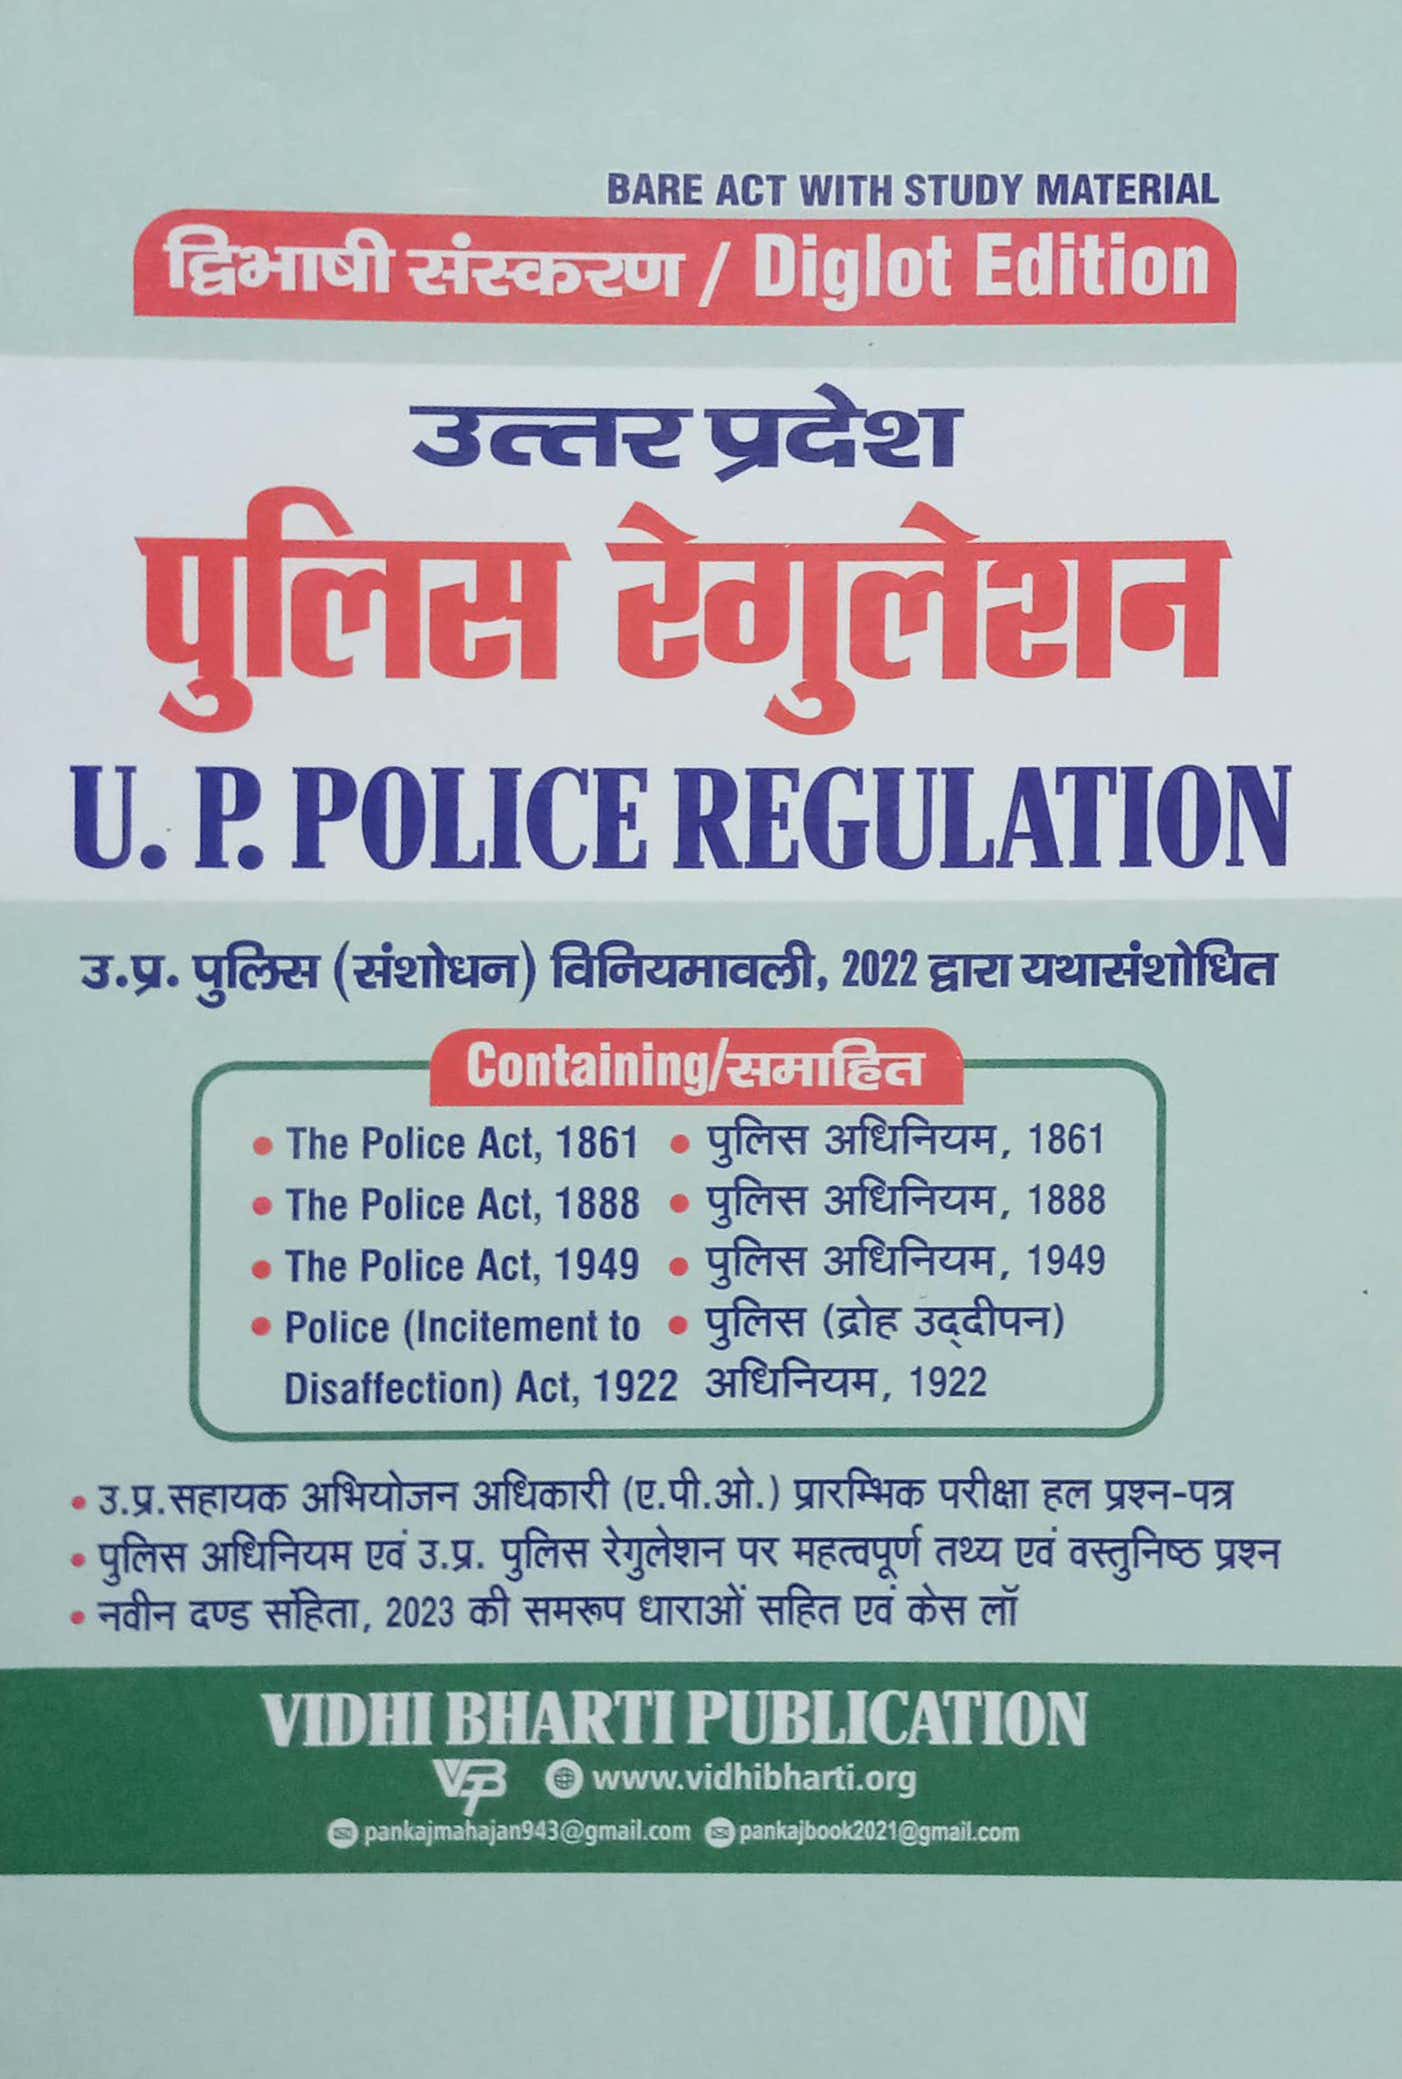 BARE ACT WITH STUDY MATERIAL
द्विभाषी संस्करण / Diglot Edition
उत्तर प्रदेश
पुलिस रेगुलेशन
U. P. POLICE REGULATION
उ.प्र. पुलिस (संशोधन) विनियमावली, 2022 द्वारा यथासंशोधित
Containing/समाहित
• The Police Act, 1861 • पुलिस अधिनियम, 1861
• The Police Act, 1888 • पुलिस अधिनियम, 1888
• The Police Act, 1949 • पुलिस अधिनियम, 1949
• Police (Incitement to • पुलिस (द्रोह उद्दीपन)
Disaffection) Act, 1922 अधिनियम, 1922
• उ.प्र.सहायक अभियोजन अधिकारी (ए.पी.ओ.) प्रारम्भिक परीक्षा हल प्रश्न-पत्र
• पुलिस अधिनियम एवं उ.प्र. पुलिस रेगुलेशन पर महत्वपूर्ण तथ्य एवं वस्तुनिष्ठ प्रश्न
• नवीन दण्ड संहिता, 2023 की समरूप धाराओं सहित एवं केस लॉ
VIDHI BHARTI PUBLICATION
VBP www.vidhibharti.org
pankajmahajan943@gmail.com pankajbook2021@gmail.com